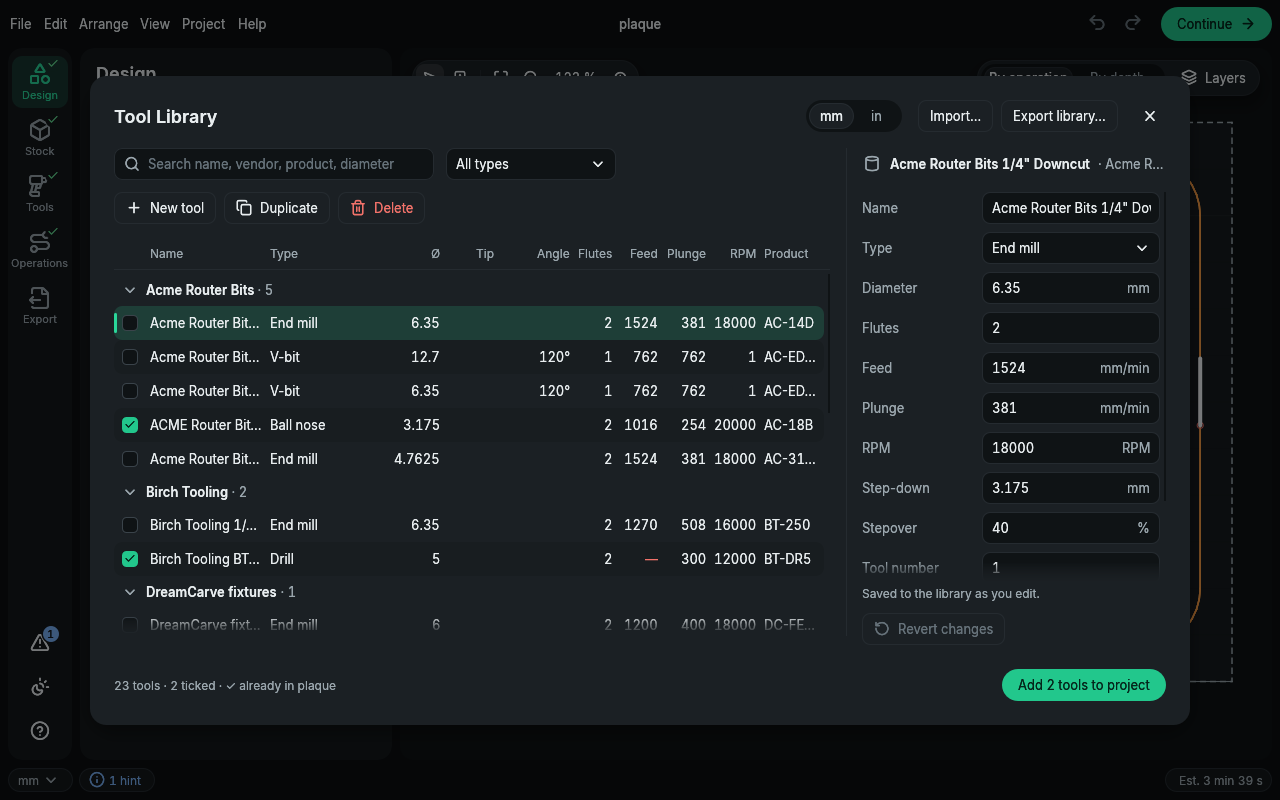 File Edit Arrange View Project Help
plaque
Continue
Design
Stock
Tools
Operations
Export
1
Design
By operation By depth
Layers
Tool Library
mm in
Import...
Export library...
Search name, vendor, product, diameter
All types
New tool
Duplicate
Delete
Name Type Ø Tip Angle Flutes Feed Plunge RPM Product
Acme Router Bits · 5
Acme Router Bit... End mill 6.35 2 1524 381 18000 AC-14D
Acme Router Bit... V-bit 12.7 120° 1 762 762 1 AC-ED...
Acme Router Bit... V-bit 6.35 120° 1 762 762 1 AC-ED...
ACME Router Bit... Ball nose 3.175 2 1016 254 20000 AC-18B
Acme Router Bit... End mill 4.7625 2 1524 381 18000 AC-31...
Birch Tooling · 2
Birch Tooling 1/... End mill 6.35 2 1270 508 16000 BT-250
Birch Tooling BT... Drill 5 2 — 300 12000 BT-DR5
DreamCarve fixtures · 1
DreamCarve fixt... End mill 6 2 1200 400 18000 DC-FE...
Acme Router Bits 1/4" Downcut · Acme R...
Name Acme Router Bits 1/4" Dov
Type End mill
Diameter 6.35 mm
Flutes 2
Feed 1524 mm/min
Plunge 381 mm/min
RPM 18000 RPM
Step-down 3.175 mm
Stepover 40 %
Tool number 1
Saved to the library as you edit.
Revert changes
23 tools · 2 ticked · ✓ already in plaque
Add 2 tools to project
mm
1 hint
Est. 3 min 39 s